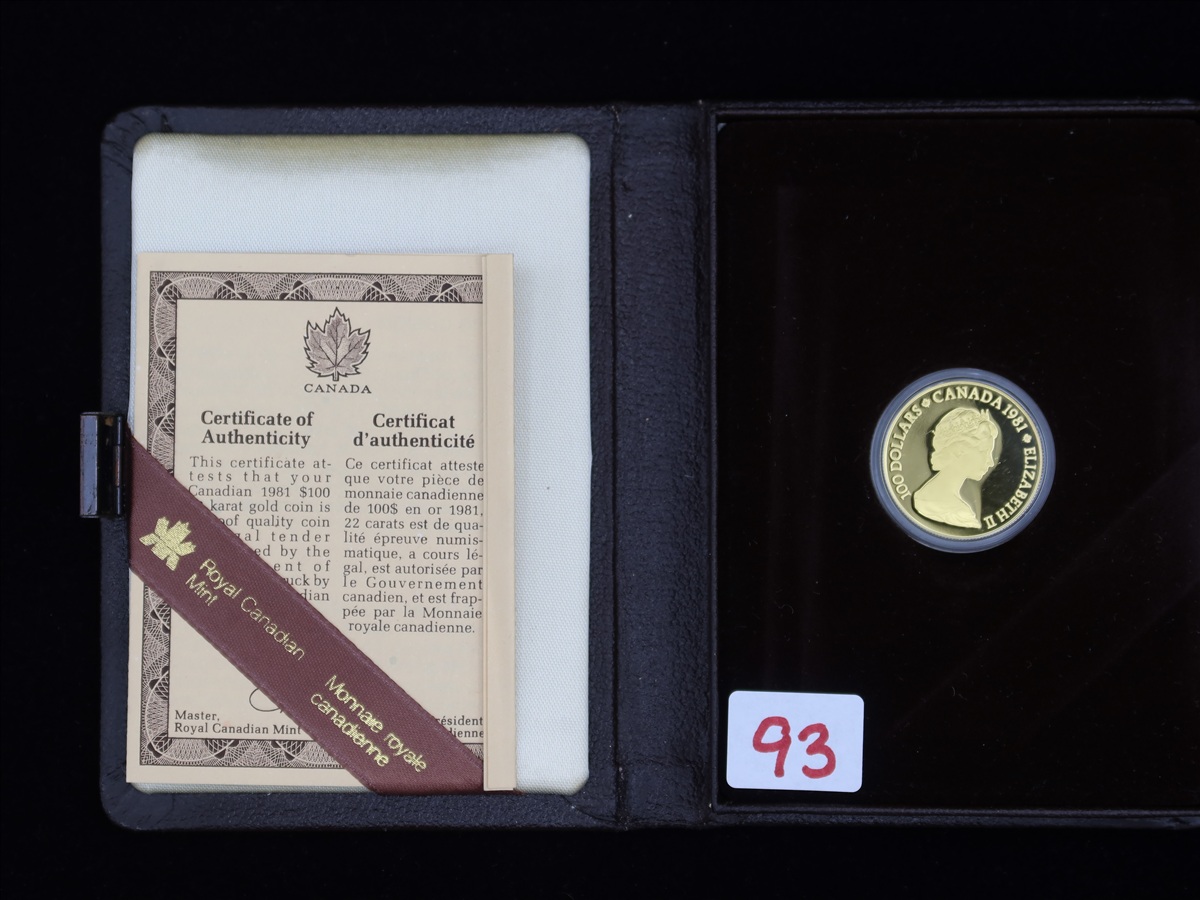 CANADA
Certificate of
Authenticity
This certificate at-
tests that your
Canadian 1981 $100
karat gold coin is
quality coin
tender
by the
of
by
Master,
Royal Canadian Mint
Certificat
d'authenticité
Ce certificat atteste
que votre pièce de
monnaie canadienne
de 100$ en or 1981,
22 carats est de qua-
lité épreuve numis-
matique, a cours lé-
gal, est autorisée par
le Gouvernement
canadien, et est frap-
pée par la Monnaie
royale canadienne.
Royal Canadian
Mint
Monnaie royale
canadienne
100 DOLLARS CANADA 1981 ELIZABETH II
93